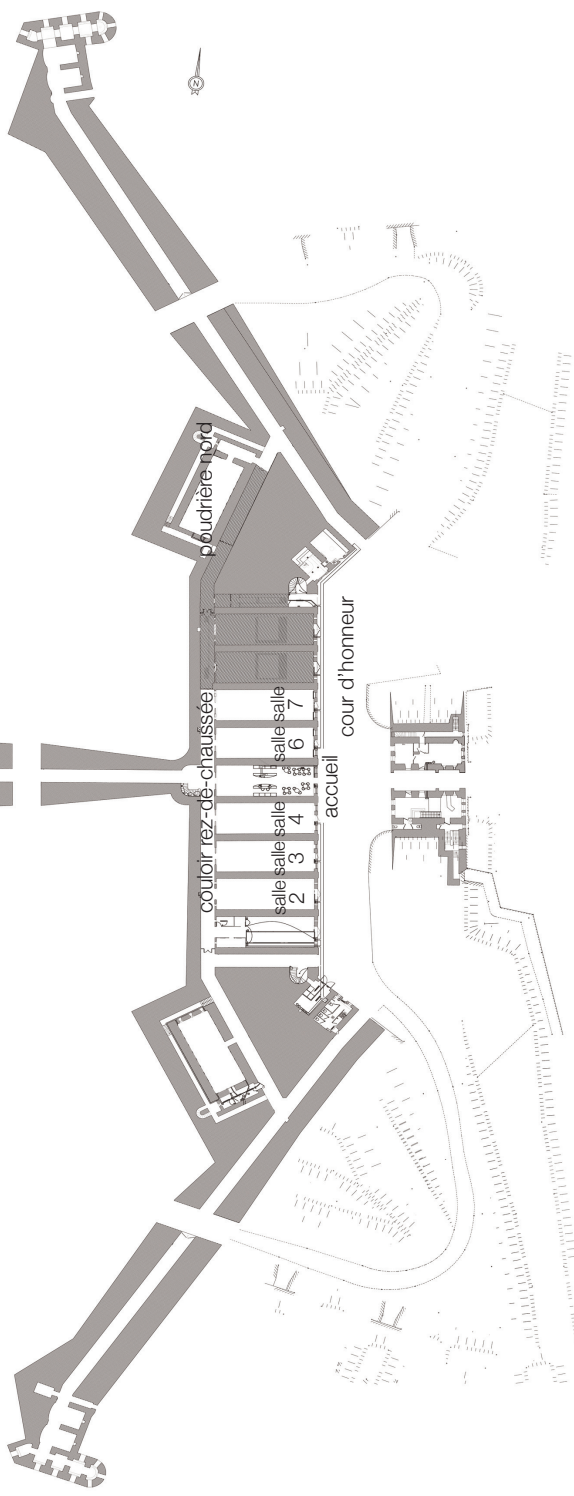 N
poudrière nord
couloir rez-de-chaussée
salle salle salle salle salle
2 3 4 6 7
accueil
cour d'honneur